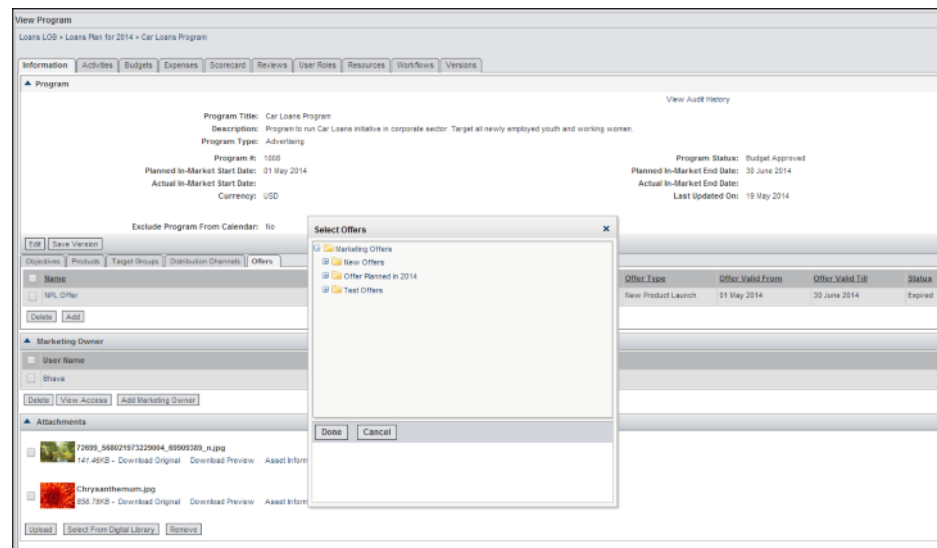 View Program
Loans LOB > Loans Plan for 2014 > Car Loans Program
Information Activities Budgets Expenses Scorecard Reviews User Roles Resources Workflows Versions
Program
View Audit History
Program Title: Car Loans Program
Description: Program to run Car Loans initiative in corporate sector. Target all newly employed youth and working women.
Program Type: Advertising
Program #: 1008 Program Status: Budget Approved
Planned In-Market Start Date: 01 May 2014 Planned In-Market End Date: 30 June 2014
Actual In-Market Start Date: Actual In-Market End Date:
Currency: USD Last Updated On: 19 May 2014
Exclude Program From Calendar: No
Select Offers x
Marketing Offers
New Offers
Offer Planned in 2014
Test Offers
Done Cancel
Edit Save Version
Objectives Products Target Groups Distribution Channels Offers
Name Offer Type Offer Valid From Offer Valid Till Status
NPL Offer New Product Launch 01 May 2014 30 June 2014 Expired
Delete Add
Marketing Owner
User Name
Bhava
Delete View Access Add Marketing Owner
Attachments
72699_568021973229004_69909389_n.jpg
141.46KB - Download Original Download Preview Asset Inform
Chrysanthemum.jpg
858.78KB - Download Original Download Preview Asset Inform
Upload Select From Digital Library Remove